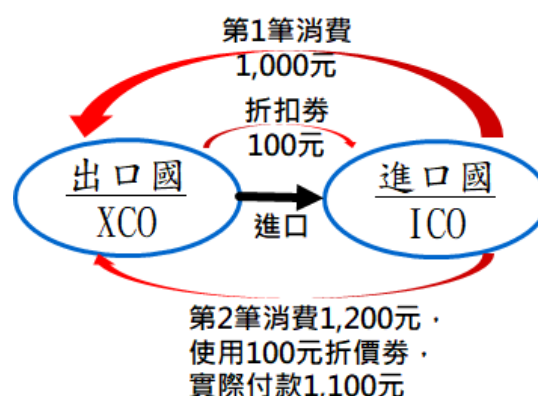 第1筆消費
1,000元
折扣券
100元
出口國
XCO
進口
進口國
ICO
第2筆消費1,200元，
使用100元折價券，
實際付款1,100元